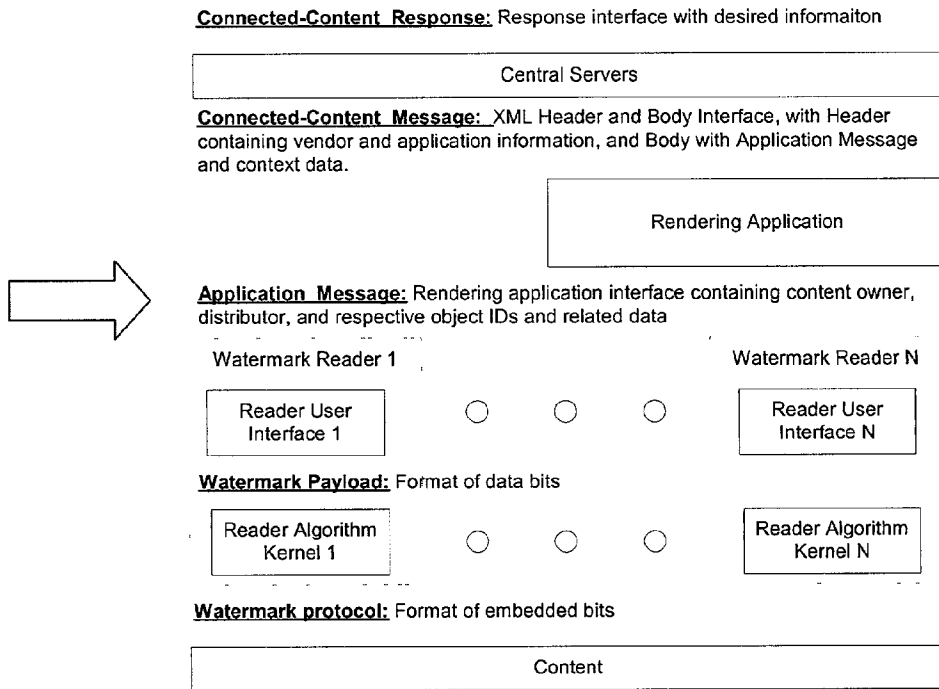 Connected-Content Response: Response interface with desired informaiton
Central Servers
Connected-Content Message: XML Header and Body Interface, with Header
containing vendor and application information, and Body with Application Message
and context data.
Rendering Application
Application Message: Rendering application interface containing content owner,
distributor, and respective object IDs and related data
Watermark Reader 1
Watermark Reader N
Reader User
Interface 1
Reader User
Interface N
Watermark Payload: Format of data bits
Reader Algorithm
Kernel 1
Reader Algorithm
Kernel N
Watermark protocol: Format of embedded bits
Content